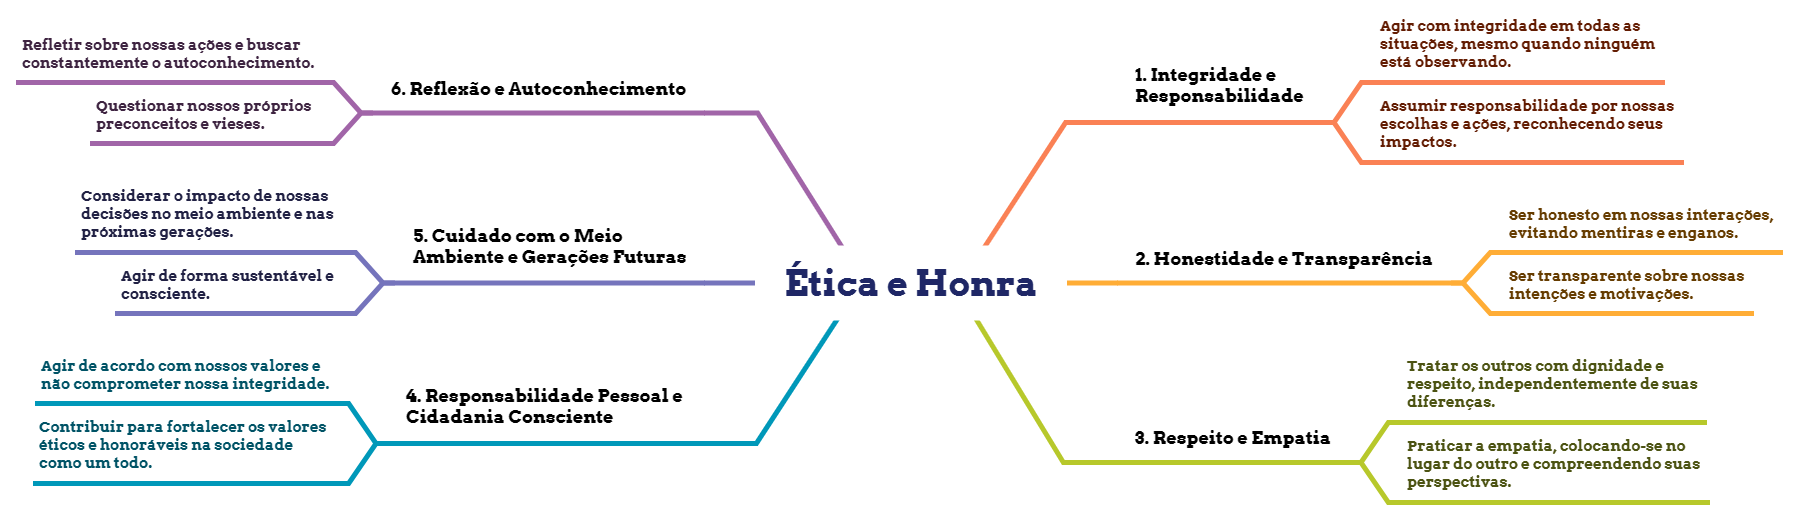 Ética e Honra
1. Integridade e
Responsabilidade
Agir com integridade em todas as
situações, mesmo quando ninguém
está observando.
Assumir responsabilidade por nossas
escolhas e ações, reconhecendo seus
impactos.
2. Honestidade e Transparência
Ser honesto em nossas interações,
evitando mentiras e enganos.
Ser transparente sobre nossas
intenções e motivações.
3. Respeito e Empatia
Tratar os outros com dignidade e
respeito, independentemente de suas
diferenças.
Praticar a empatia, colocando-se no
lugar do outro e compreendendo suas
perspectivas.
4. Responsabilidade Pessoal e
Cidadania Consciente
Agir de acordo com nossos valores e
não comprometer nossa integridade.
Contribuir para fortalecer os valores
éticos e honoráveis na sociedade
como um todo.
5. Cuidado com o Meio
Ambiente e Gerações Futuras
Considerar o impacto de nossas
decisões no meio ambiente e nas
próximas gerações.
Agir de forma sustentável e
consciente.
6. Reflexão e Autoconhecimento
Refletir sobre nossas ações e buscar
constantemente o autoconhecimento.
Questionar nossos próprios
preconceitos e vieses.